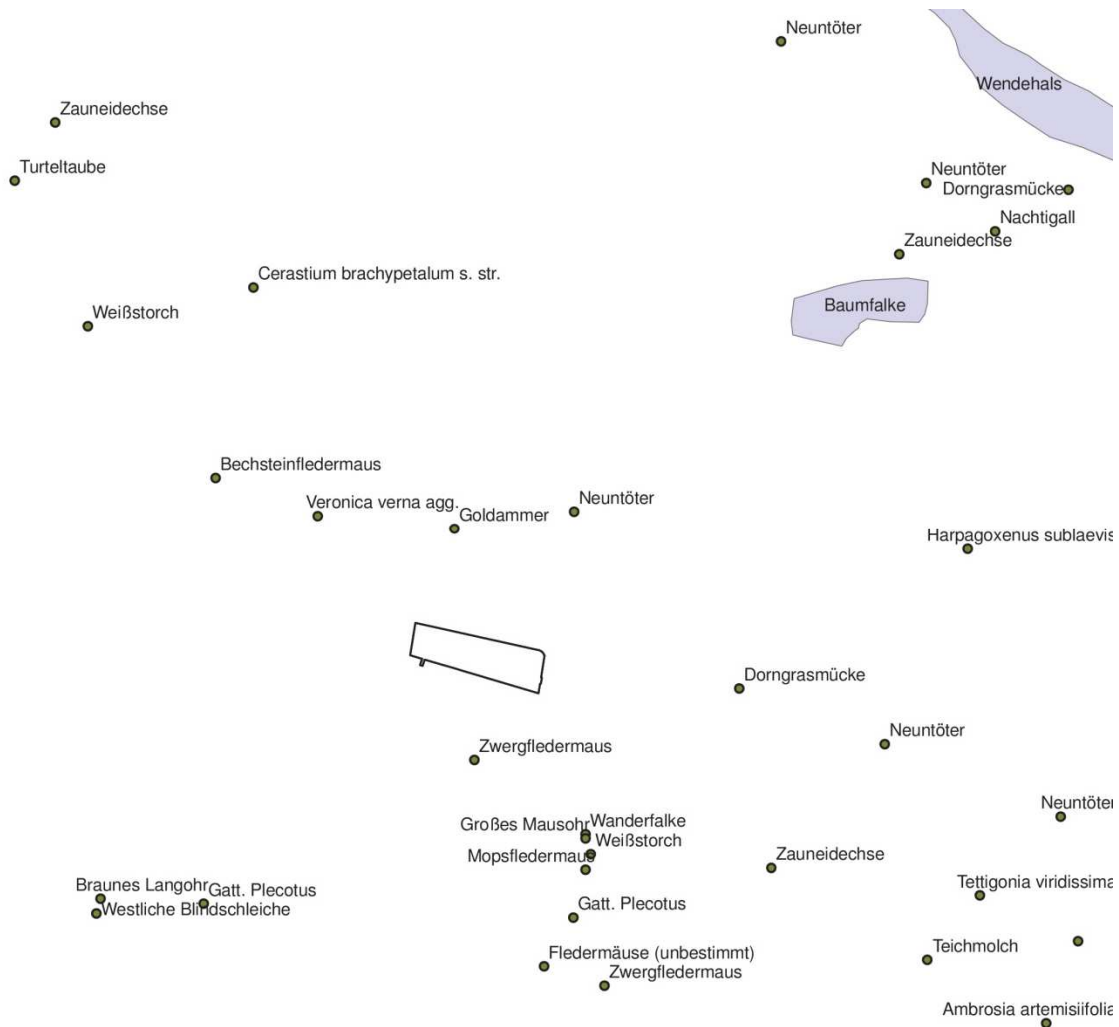 Neuntöter
Wendehals
Zauneidechse
Turteltaube
Neuntöter
Dorngrasmücke
Nachtigall
Zauneidechse
Cerastium brachypetalum s. str.
Weißstorch
Baumfalke
Bechsteinfledermaus
Veronica verna agg.
Goldammer
Neuntöter
Harpagoxenus sublaevis
Dorngrasmücke
Neuntöter
Zwergfledermaus
Neuntöter
Großes Mausohr
Wanderfalke
Weißstorch
Mopsfledermaus
Zauneidechse
Braunes Langohr
Gatt. Plecotus
Westliche Blindschleiche
Tettigonia viridissima
Gatt. Plecotus
Teichmolch
Fledermäuse (unbestimmt)
Zwergfledermaus
Ambrosia artemisiifolia